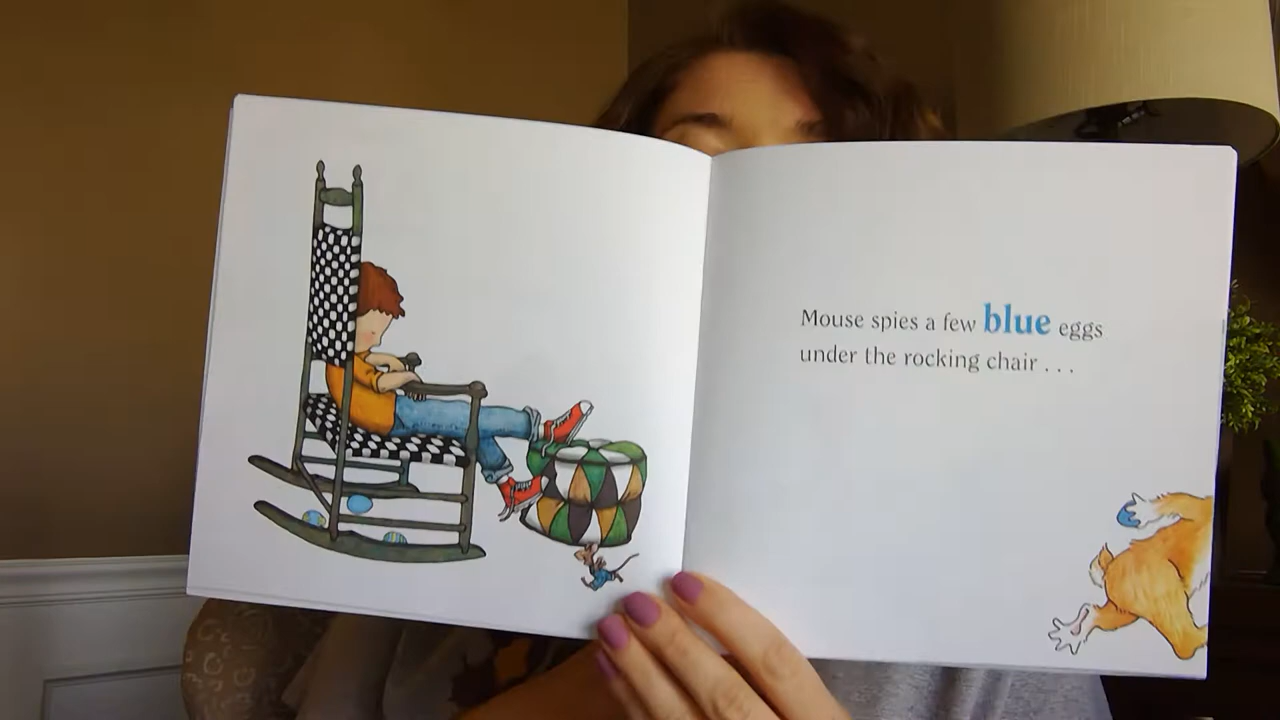 Mouse spies a few blue eggs
under the rocking chair . . .